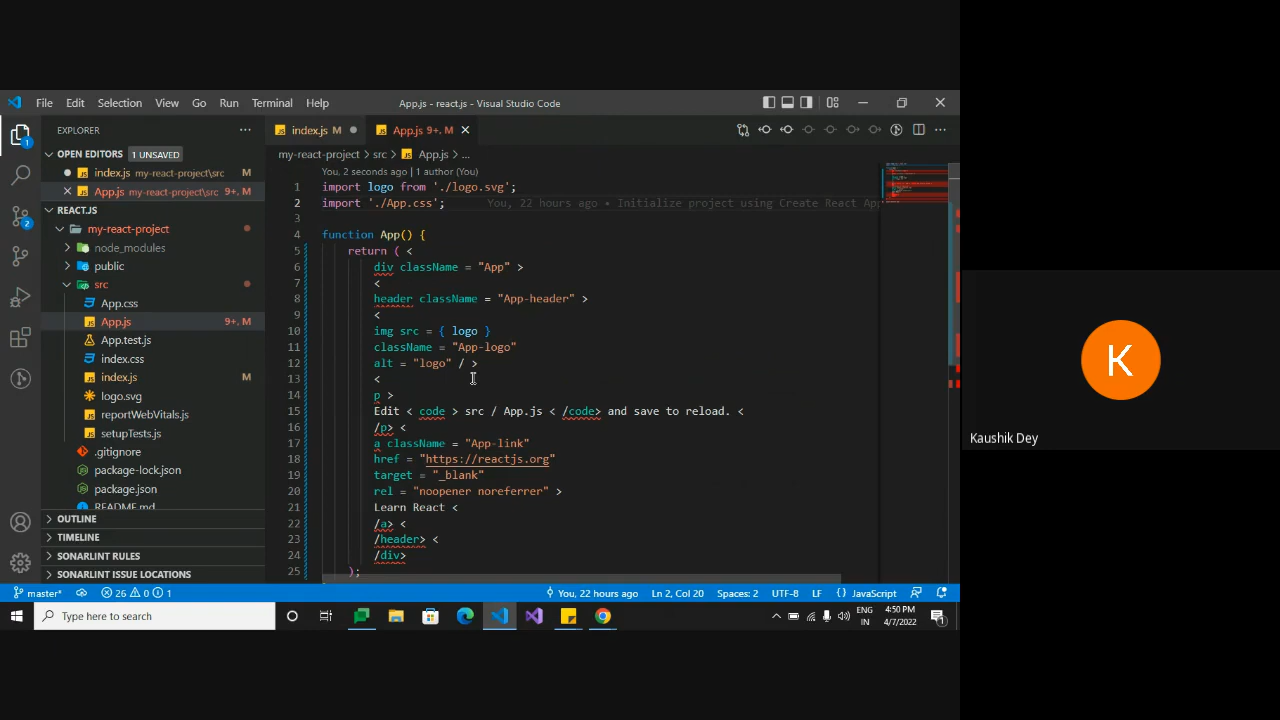 File Edit Selection View Go Run Terminal Help App.js - react.js - Visual Studio Code
EXPLORER
OPEN EDITORS 1 UNSAVED
index.js my-react-project\src M
App.js my-react-project\src 9+, M
REACT.JS
my-react-project
node_modules
public
src
App.css
App.js 9+, M
App.test.js
index.css
index.js M
logo.svg
reportWebVitals.js
setupTests.js
.gitignore
package-lock.json
package.json
README.md
OUTLINE
TIMELINE
SONARLINT RULES
SONARLINT ISSUE LOCATIONS
1
2
index.js M App.js 9+, M
my-react-project > src > App.js > ...
You, 2 seconds ago | 1 author (You)
1 import logo from './logo.svg';
2 import './App.css'; You, 22 hours ago • Initialize project using Create React App
3
4 function App() {
5 return ( <
6 div className = "App" >
7 <
8 header className = "App-header" >
9 <
10 img src = { logo }
11 className = "App-logo"
12 alt = "logo" / >
13 <
14 p >
15 Edit < code > src / App.js < /code> and save to reload. <
16 /p> <
17 a className = "App-link"
18 href = "https://reactjs.org"
19 target = "_blank"
20 rel = "noopener noreferrer" >
21 Learn React <
22 /a> <
23 /header> <
24 /div>
25 );
master* 26 0 1 You, 22 hours ago Ln 2, Col 20 Spaces: 2 UTF-8 LF { } JavaScript
Type here to search
ENG
IN
4:50 PM
4/7/2022
1
K
Kaushik Dey